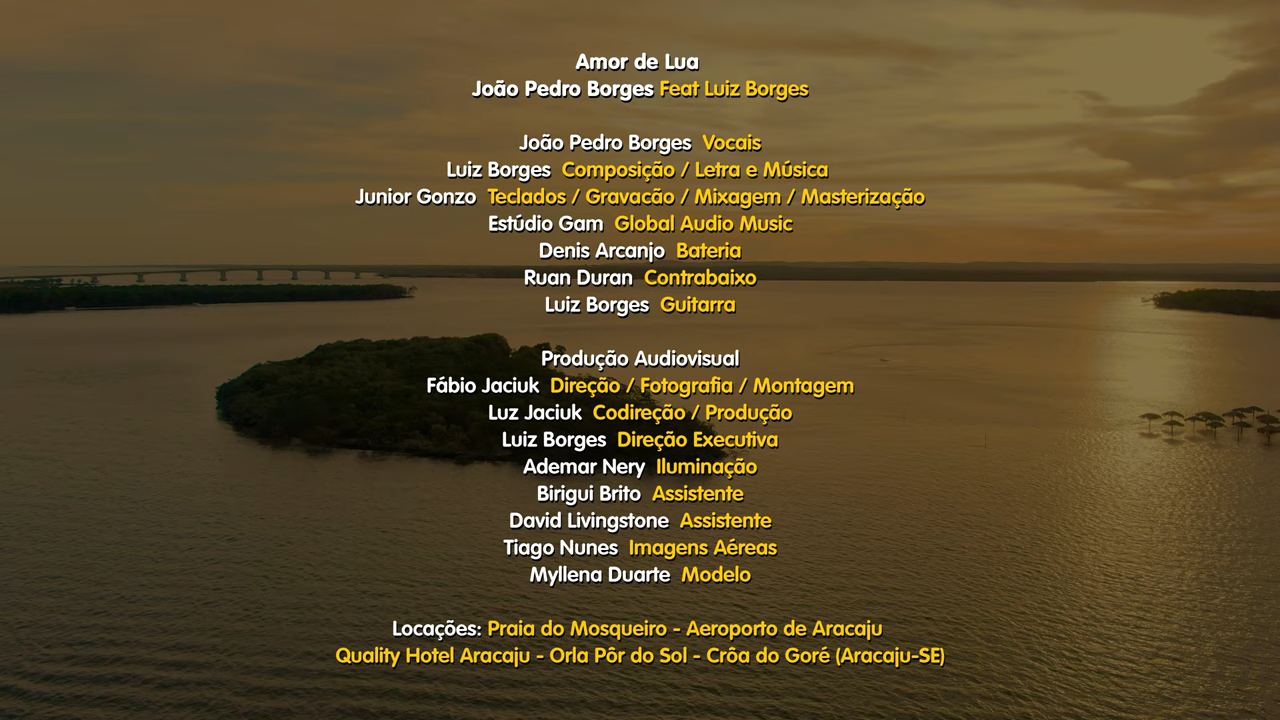 Amor de Lua
João Pedro Borges Feat Luiz Borges
João Pedro Borges Vocais
Luiz Borges Composição / Letra e Música
Junior Gonzo Teclados / Gravacão / Mixagem / Masterização
Estúdio Gam Global Audio Music
Denis Arcanjo Bateria
Ruan Duran Contrabaixo
Luiz Borges Guitarra
Produção Audiovisual
Fábio Jaciuk Direção / Fotografia / Montagem
Luz Jaciuk Codireção / Produção
Luiz Borges Direção Executiva
Ademar Nery Iluminação
Birigui Brito Assistente
David Livingstone Assistente
Tiago Nunes Imagens Aéreas
Myllena Duarte Modelo
Locações: Praia do Mosqueiro - Aeroporto de Aracaju
Quality Hotel Aracaju - Orla Pôr do Sol - Crôa do Goré (Aracaju-SE)